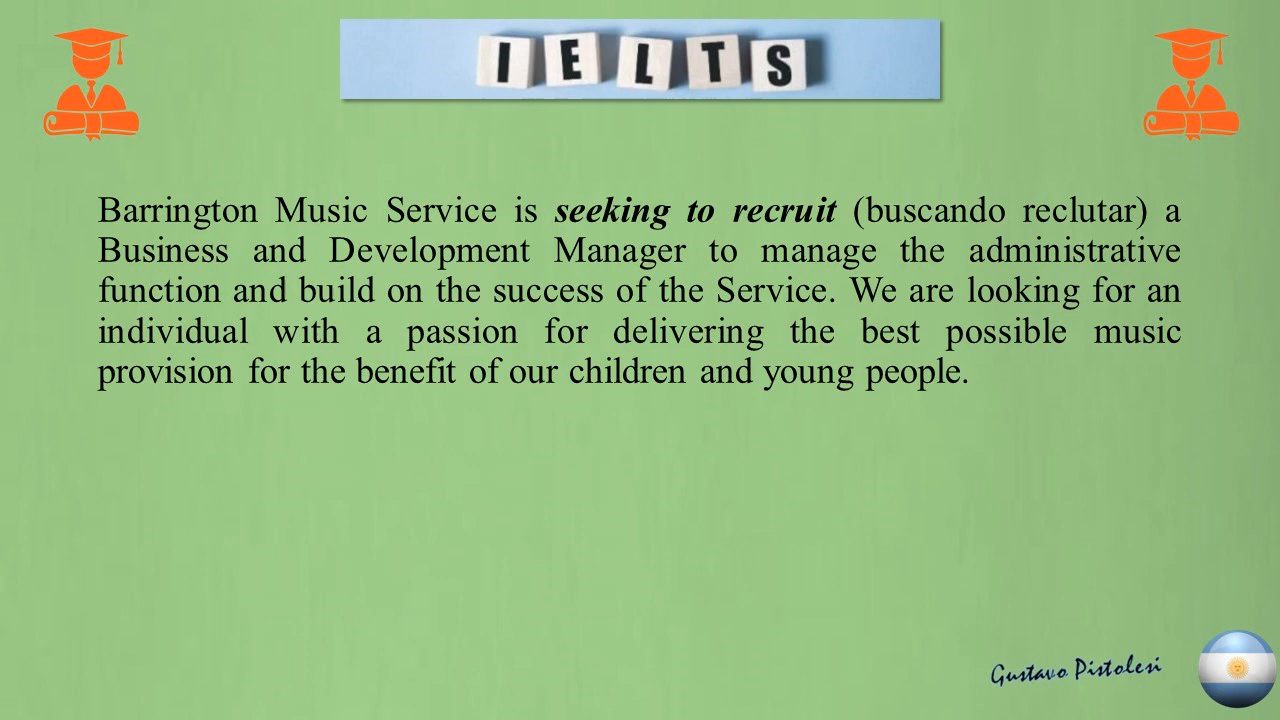 IELTS
Barrington Music Service is seeking to recruit (buscando reclutar) a
Business and Development Manager to manage the administrative
function and build on the success of the Service. We are looking for an
individual with a passion for delivering the best possible music
provision for the benefit of our children and young people.
Gustavo Pistolesi